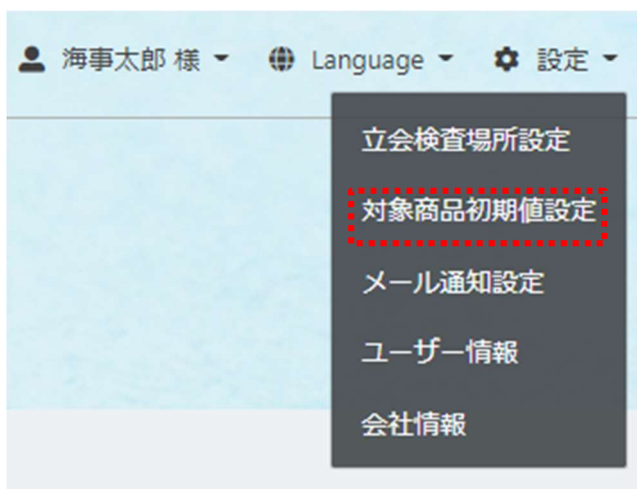 海事太郎 様 Language 設定
立会検査場所設定
対象商品初期値設定
メール通知設定
ユーザー情報
会社情報